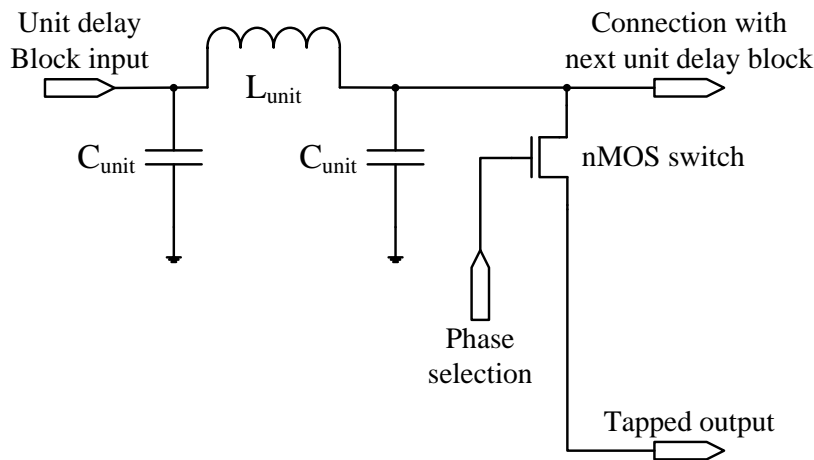 Unit delay
Block input
Connection with
next unit delay block
Lunit
Cunit
Cunit
nMOS switch
Phase
selection
Tapped output